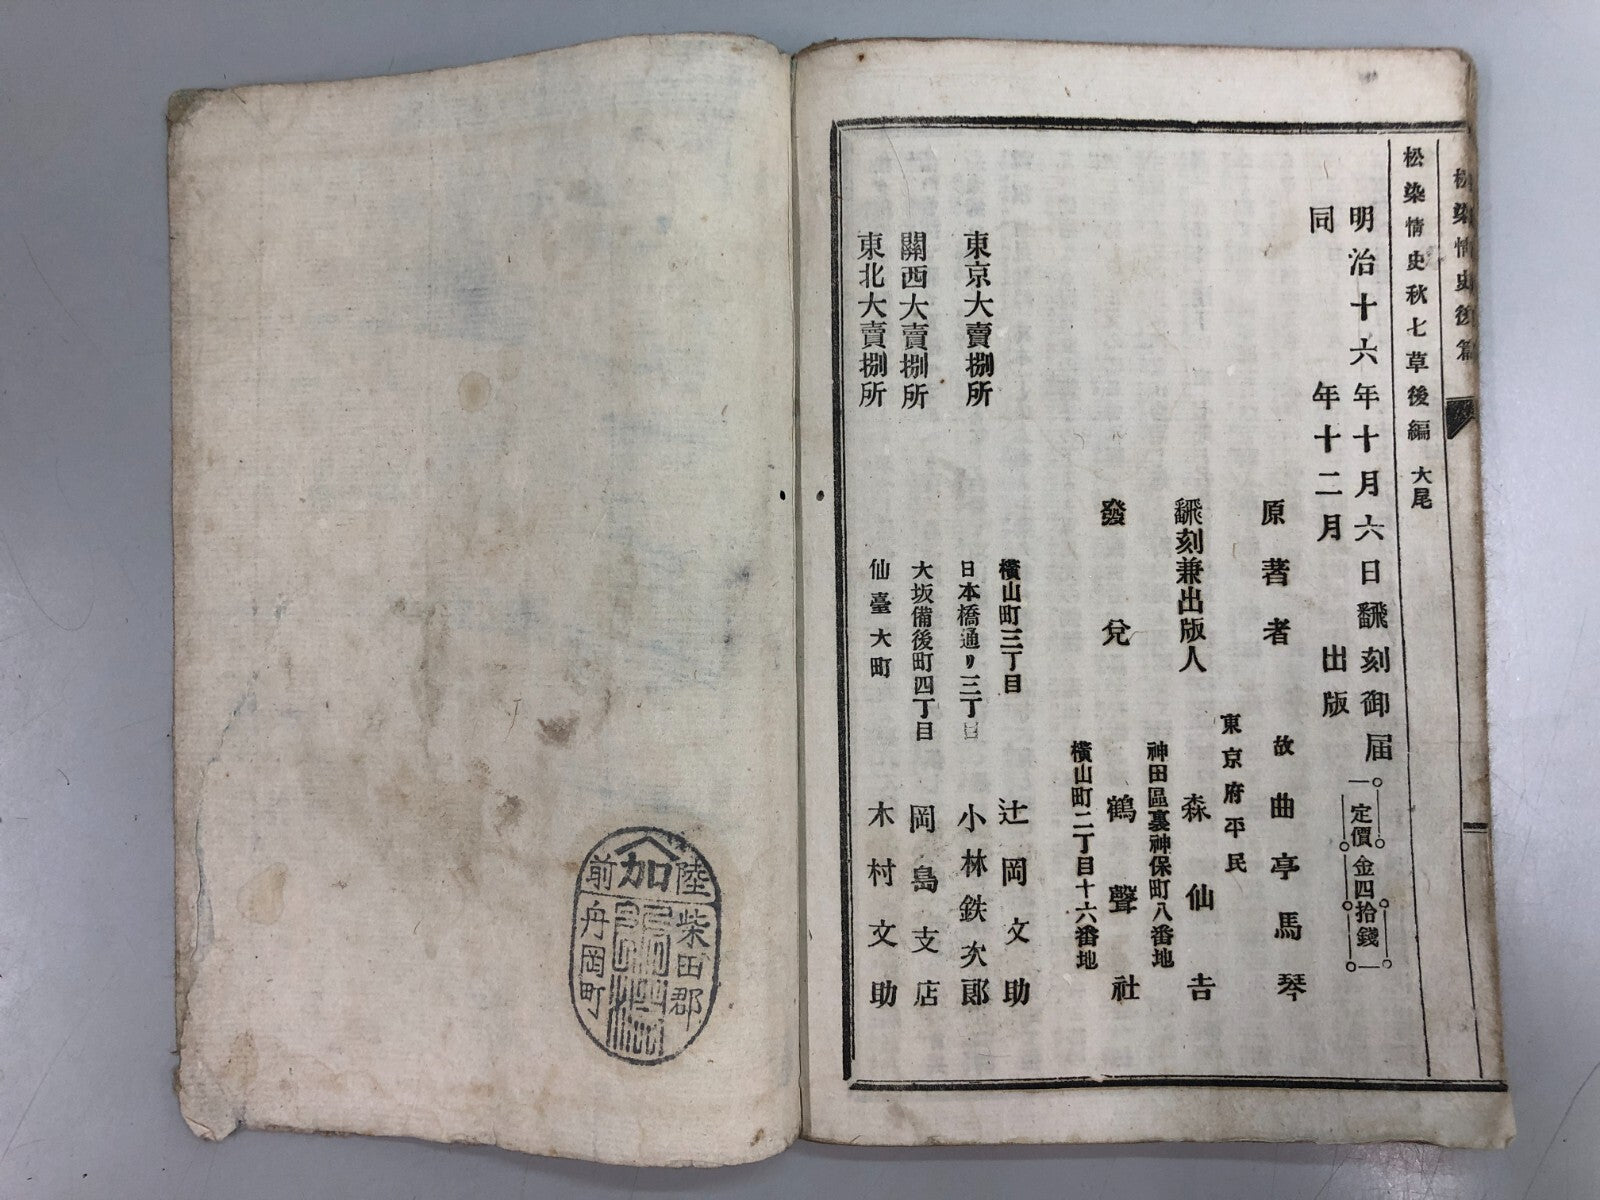 松染情史後篇
松染情史秋七草後編 大尾
明治十六年十月六日飜刻御届
同 年十二月 出版
定價金四拾錢
原著者 故曲亭馬琴
東京府平民
飜刻兼出版人 森仙吉
神田區裏神保町八番地
發兌 鶴聲社
橫山町二丁目十六番地
橫山町三丁目 辻岡文助
東京大賣捌所
日本橋通リ三丁目 小林鉄次郎
關西大賣捌所 大坂備後町四丁目 岡島支店
東北大賣捌所 仙臺大町 木村文助
加
陸前
柴田郡
舟岡町